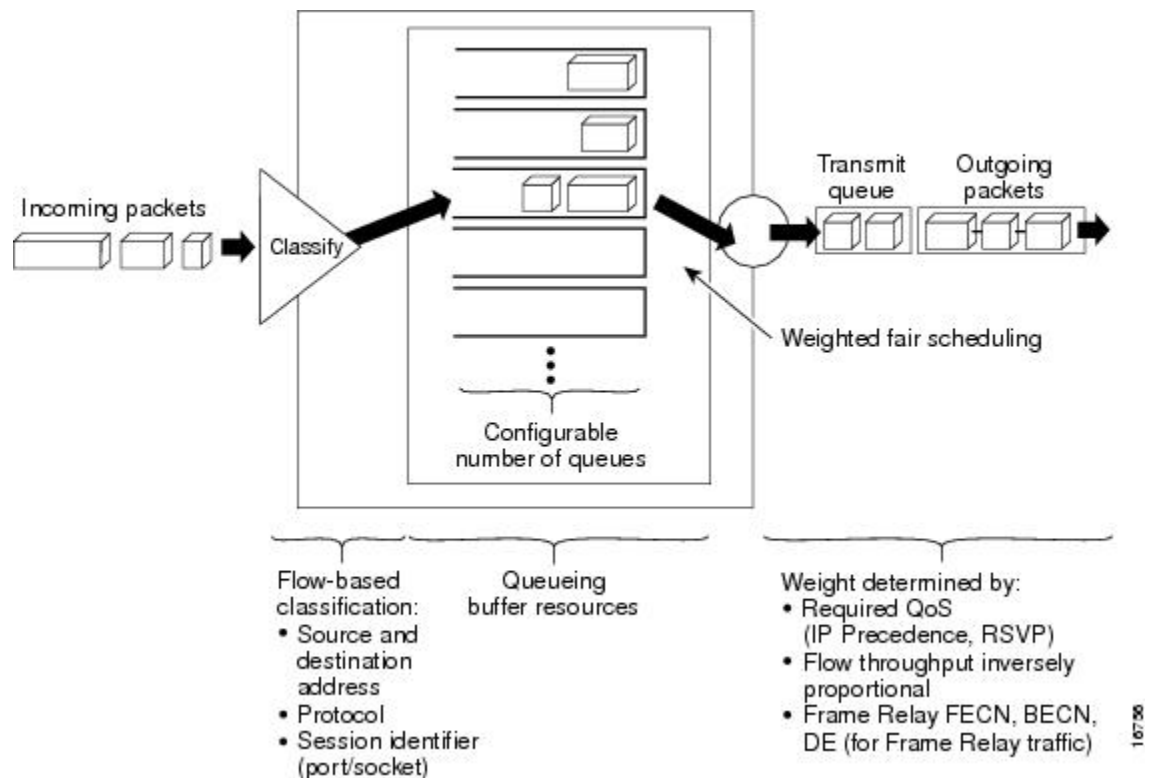 Incoming packets
Classify
Transmit
queue
Outgoing
packets
Weighted fair scheduling
Configurable
number of queues
Flow-based
classification:
• Source and
destination
address
• Protocol
• Session identifier
(port/socket)
Queueing
buffer resources
Weight determined by:
• Required QoS
(IP Precedence, RSVP)
• Flow throughput inversely
proportional
• Frame Relay FECN, BECN,
DE (for Frame Relay traffic)
16756